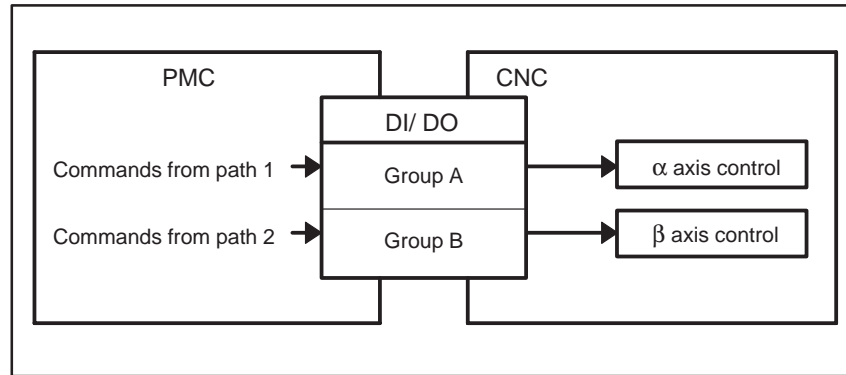 PMC
CNC
DI/ DO
Commands from path 1
Group A
α axis control
Commands from path 2
Group B
β axis control